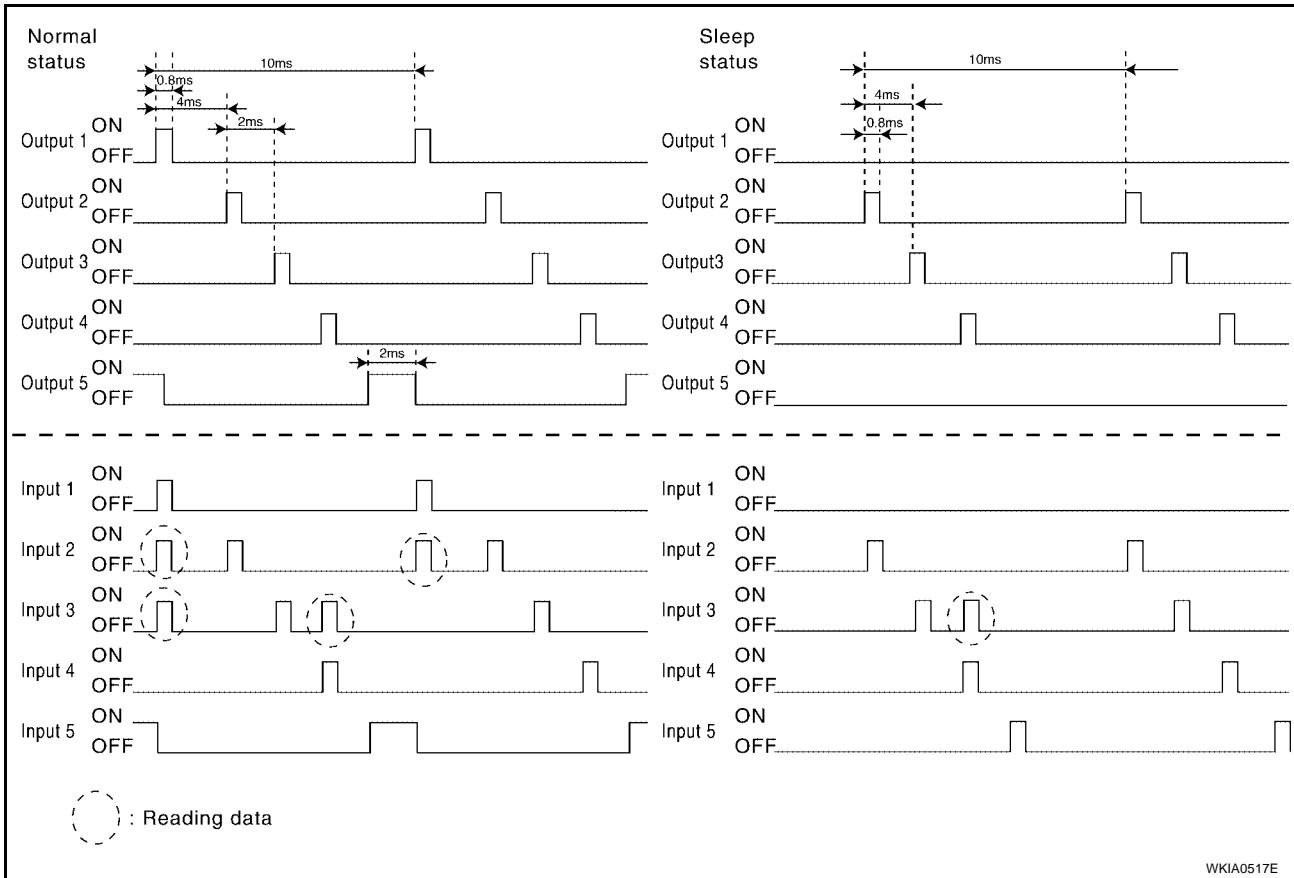 Normal
status
10ms
0.8ms
4ms
2ms
Output 1 ON
OFF
Output 2 ON
OFF
Output 3 ON
OFF
Output 4 ON
OFF
2ms
Output 5 ON
OFF
Sleep
status
10ms
4ms
0.8ms
Output 1 ON
OFF
Output 2 ON
OFF
Output3 ON
OFF
Output 4 ON
OFF
Output 5 ON
OFF
Input 1 ON
OFF
Input 2 ON
OFF
Input 3 ON
OFF
Input 4 ON
OFF
Input 5 ON
OFF
Input 1 ON
OFF
Input 2 ON
OFF
Input 3 ON
OFF
Input 4 ON
OFF
Input 5 ON
OFF
: Reading data
WKIA0517E